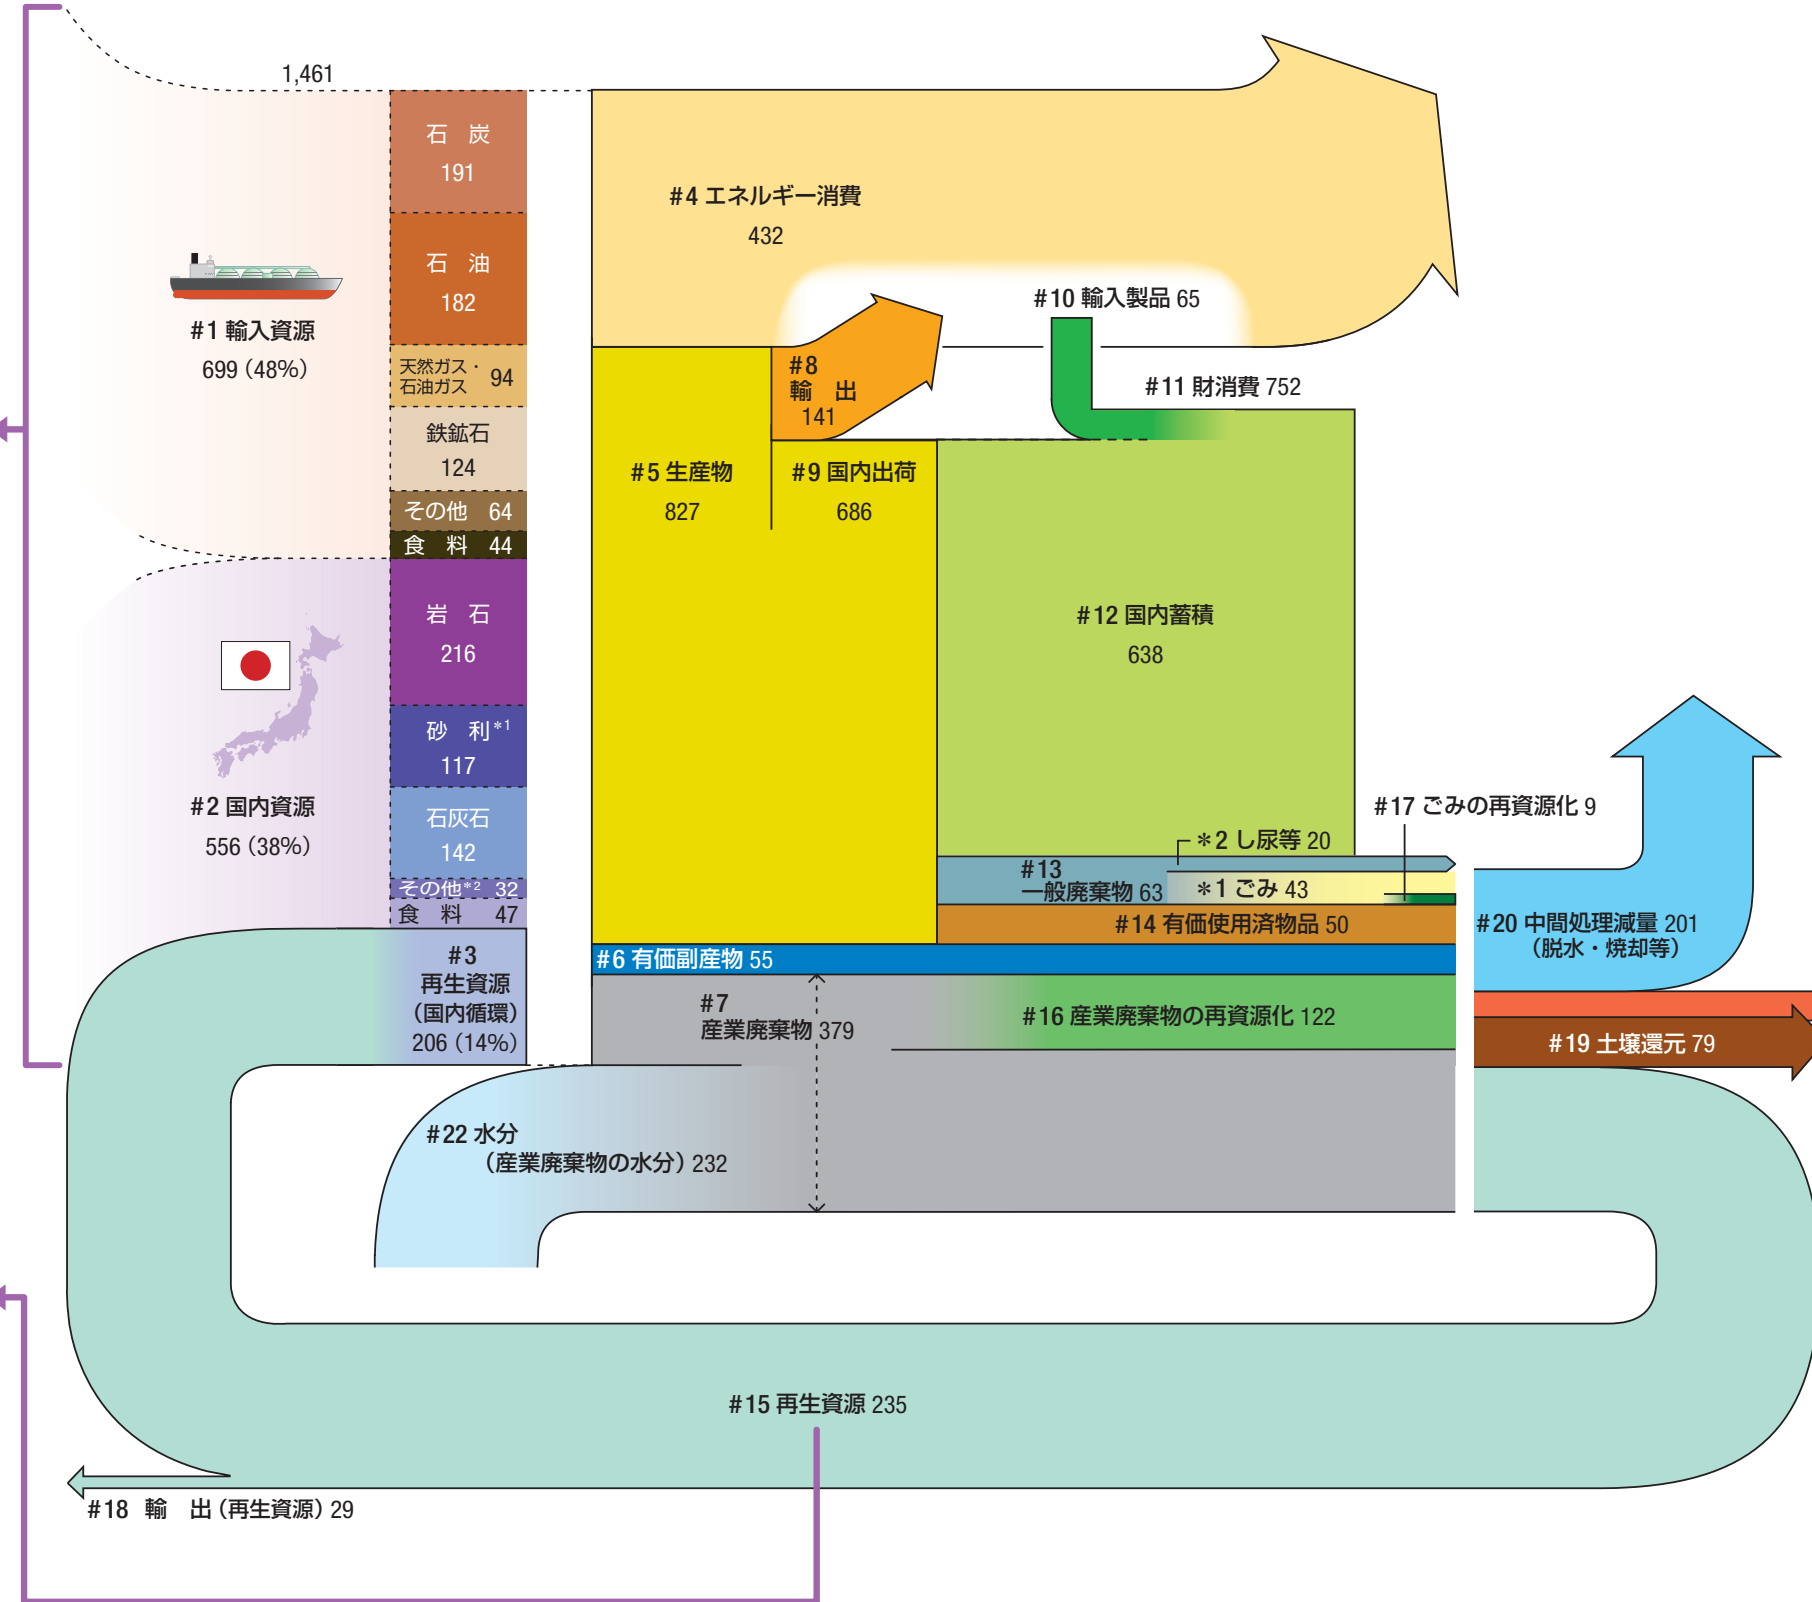 1,461
石　炭
191
石　油
182
天然ガス・
石油ガス 94
鉄鉱石
124
その他 64
食　料 44
#1 輸入資源
699(48%)
岩　石
216
砂　利*1
117
石灰石
142
その他*2 32
食　料 47
#2 国内資源
556(38%)
#3
再生資源
(国内循環)
206(14%)
#4 エネルギー消費
432
#5 生産物
827
#8
輸　出
141
#9 国内出荷
686
#10 輸入製品 65
#11 財消費 752
#12 国内蓄積
638
#13
一般廃棄物 63
*2 し尿等 20
*1 ごみ 43
#17 ごみの再資源化 9
#14 有価使用済物品 50
#6 有価副産物 55
#7
産業廃棄物 379
#16 産業廃棄物の再資源化 122
#20 中間処理減量 201
(脱水・焼却等)
#19 土壌還元 79
#22 水分
(産業廃棄物の水分) 232
#15 再生資源 235
#18 輸　出(再生資源) 29